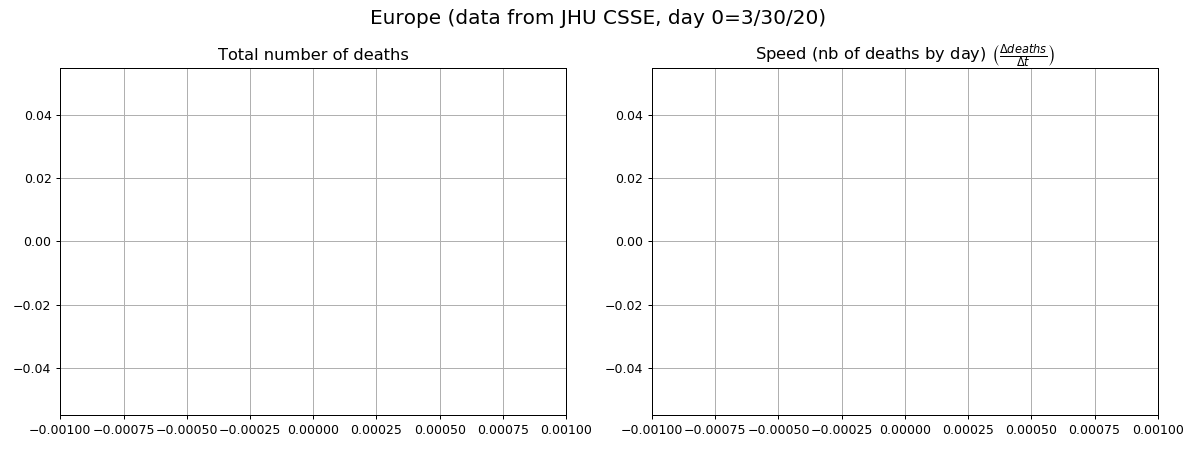 Europe (data from JHU CSSE, day 0=3/30/20)
Total number of deaths
0.04
0.02
0.00
−0.02
−0.04
−0.00100 −0.00075 −0.00050 −0.00025 0.00000 0.00025 0.00050 0.00075 0.00100
Speed (nb of deaths by day) (Δdeaths/Δt)
0.04
0.02
0.00
−0.02
−0.04
−0.00100 −0.00075 −0.00050 −0.00025 0.00000 0.00025 0.00050 0.00075 0.00100